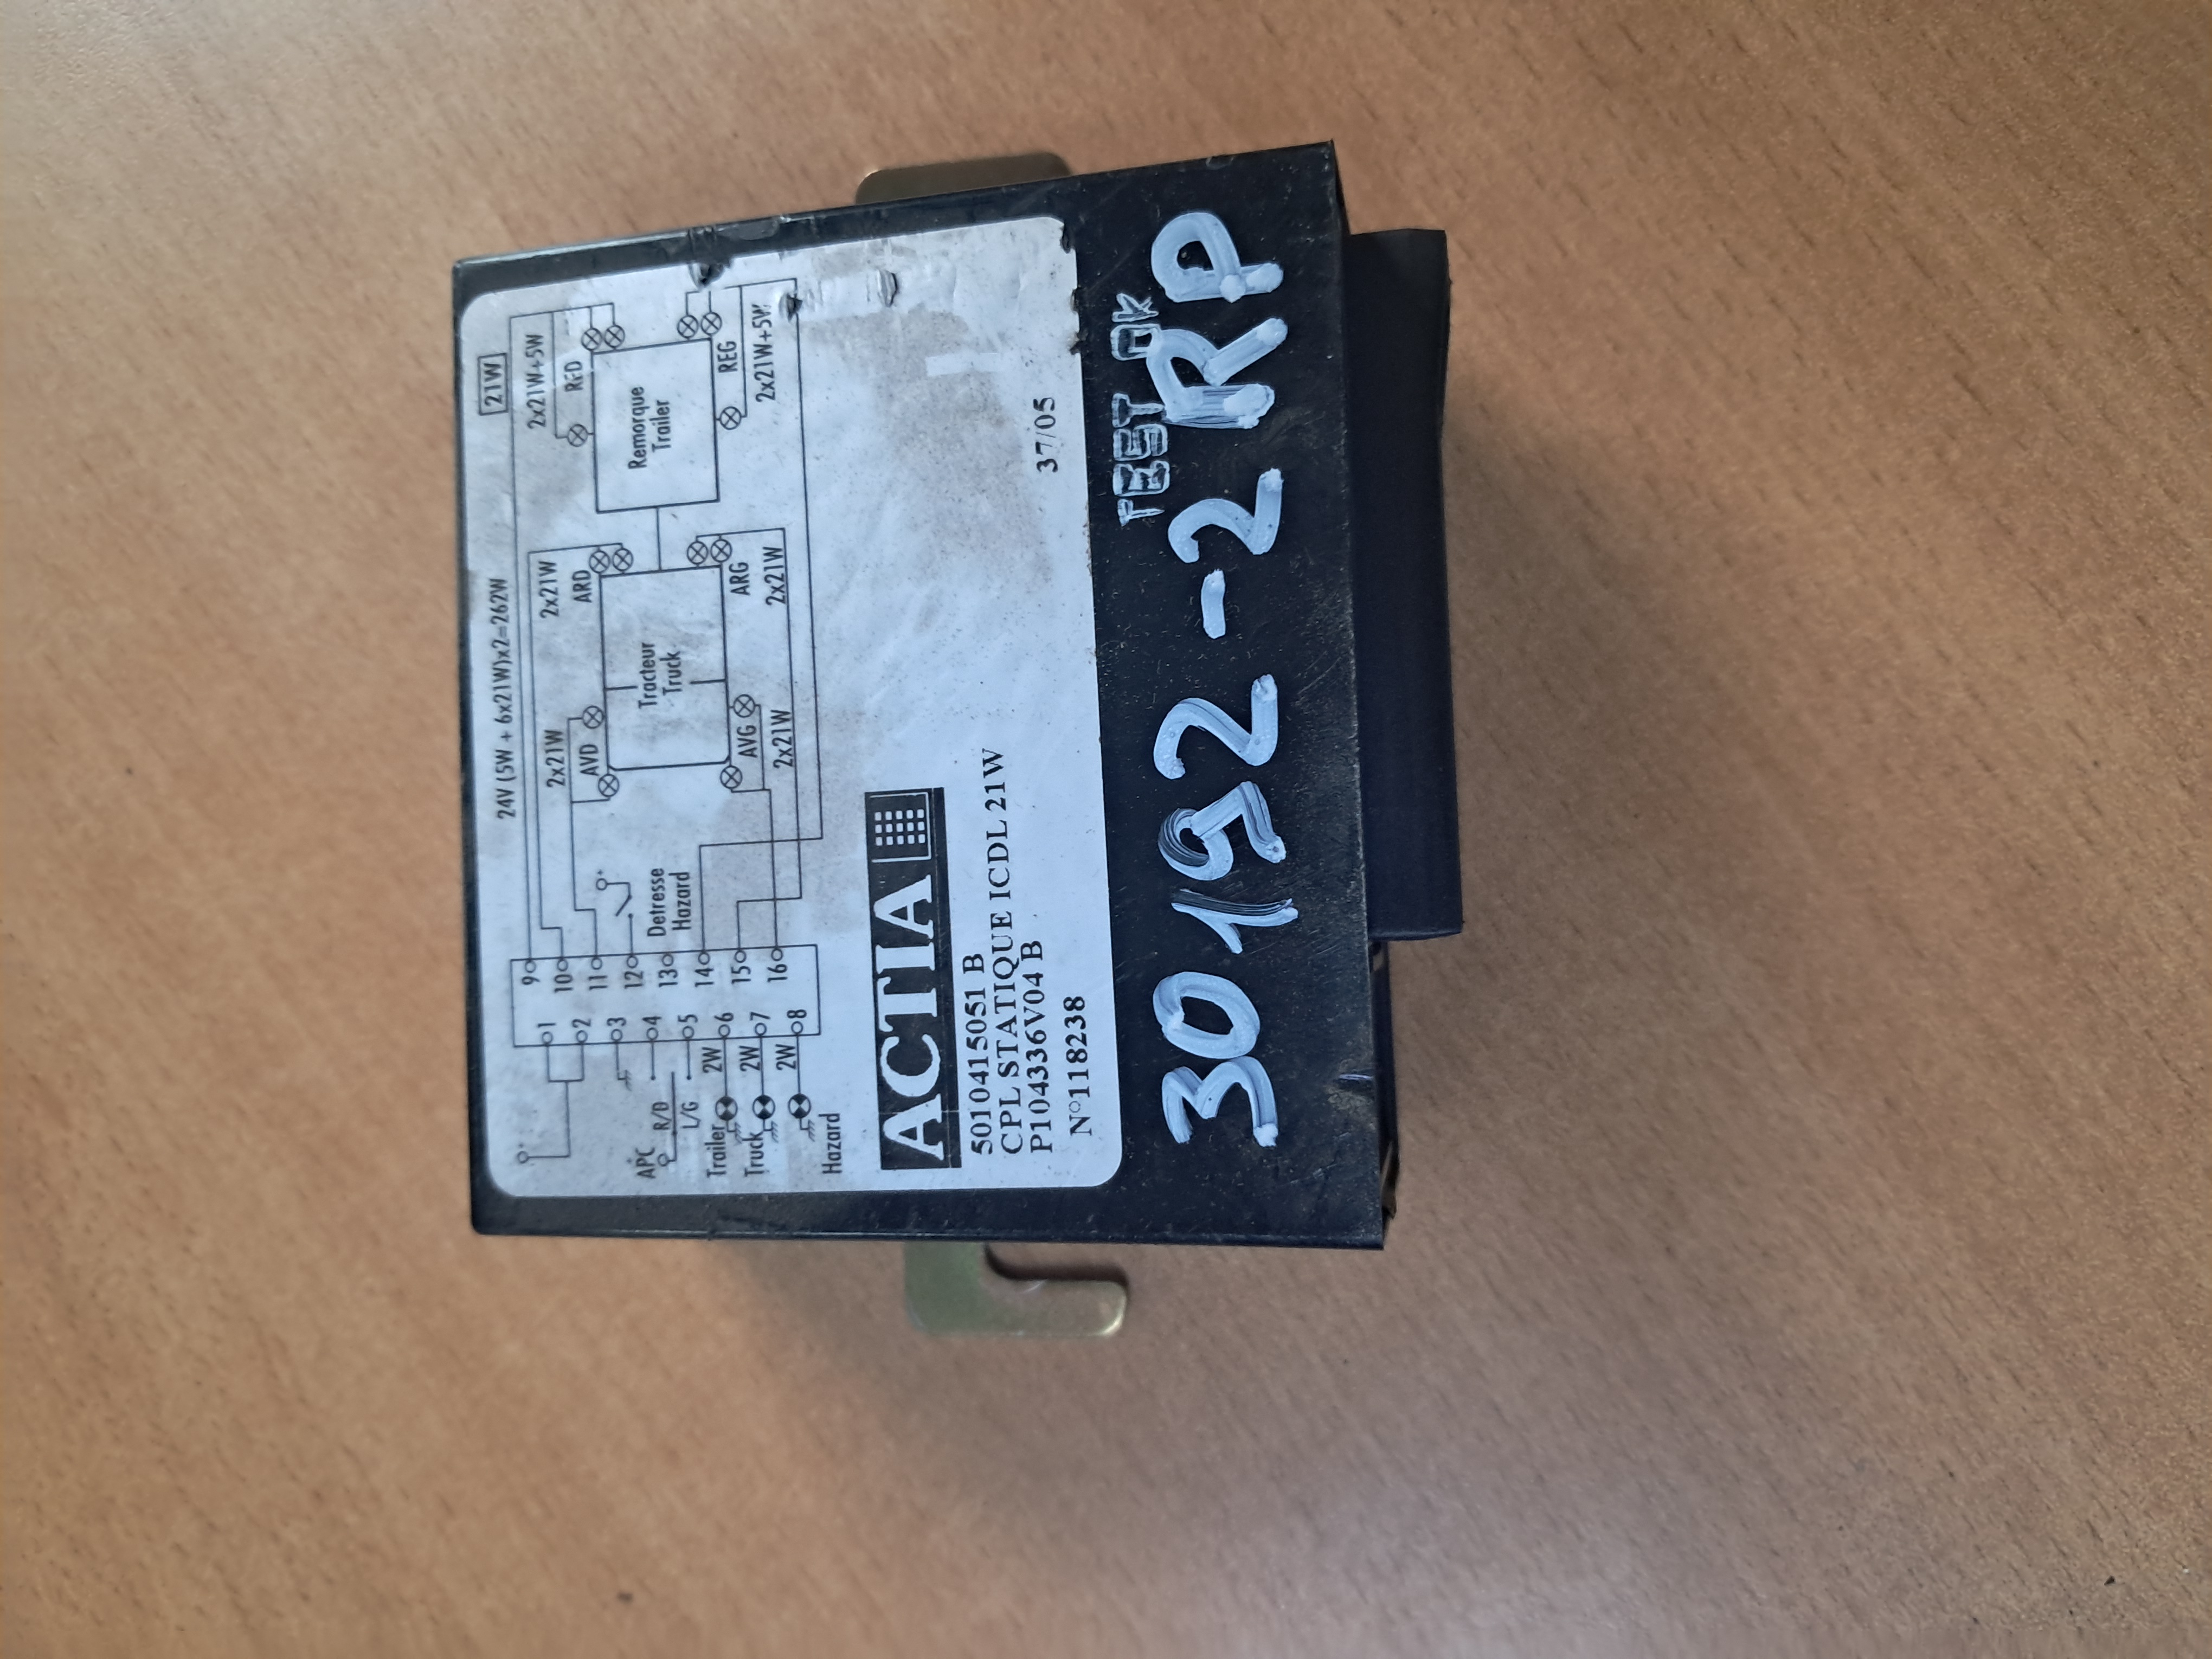 21W
24V (5W + 6x21W)x2=262W
2x21W+5W
2x21W
2x21W
ARD
AVD
Remorque
Trailer
Tracteur
Truck
REG
ARG
AVG
2x21W+5W
2x21W
2x21W
1
2
3
4
5
6
7
8
9
10
11
12
13
14
15
16
Detresse
Hazard
APC
R/D
L/G
Trailer
2W
Truck
2W
2W
Hazard
ACTIA
5010415051 B
CPL STATIQUE ICDL 21W
P104336V04 B
N°118238
37/05
TEST OK
30192-2 RP